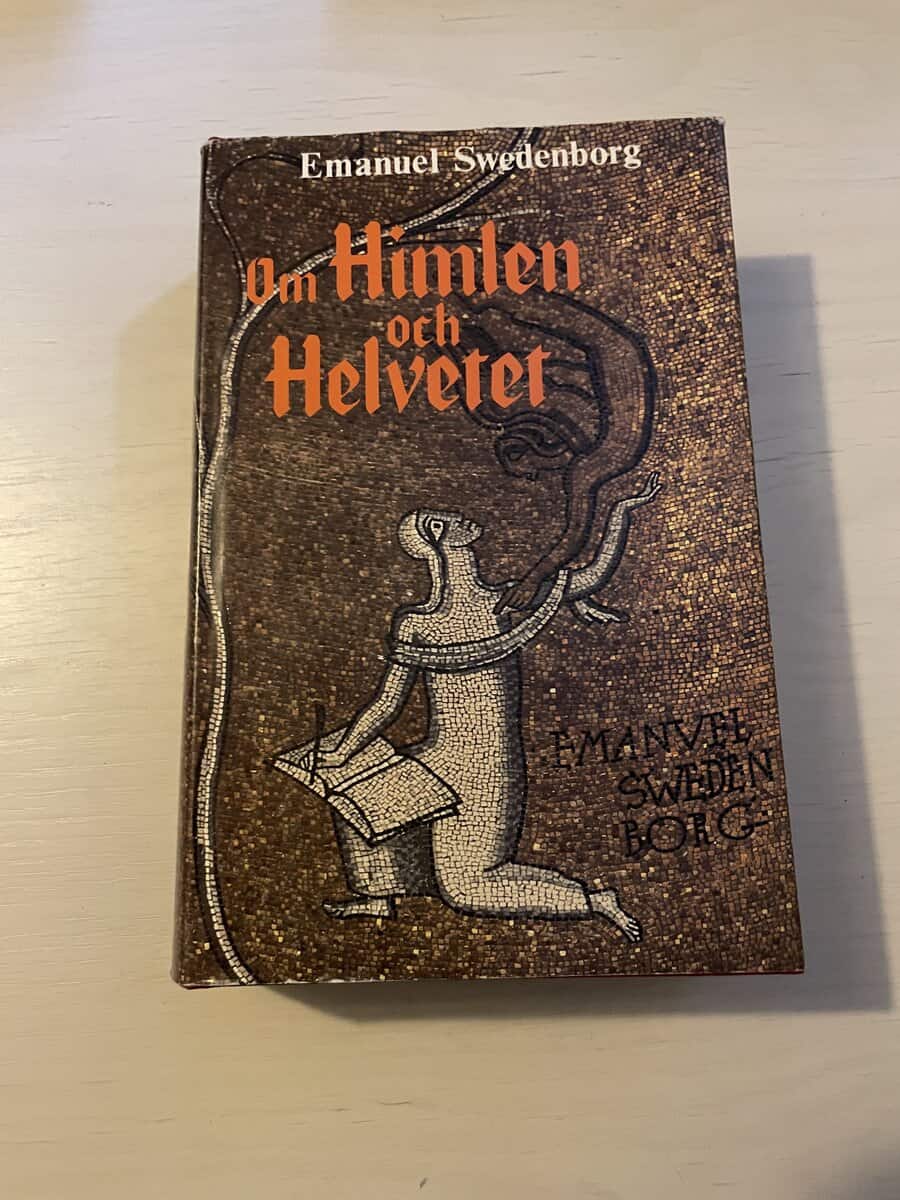 Emanuel Swedenborg
Om Himlen
och
Helvetet
EMANVEL
SWEDEN
BORG